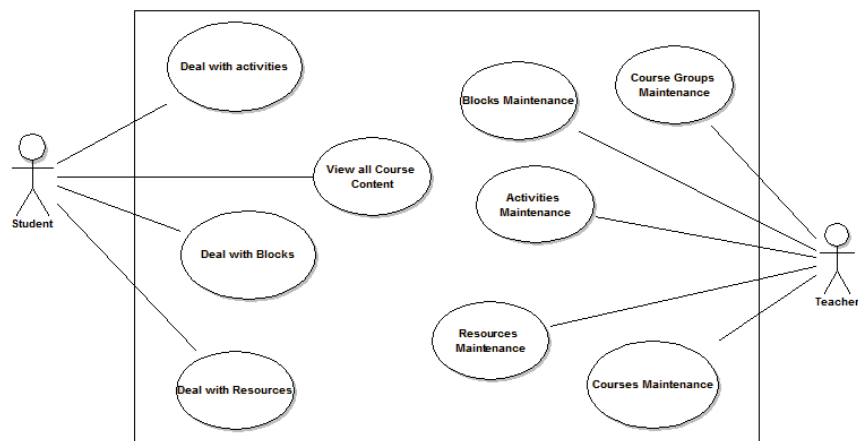 Deal with activities
Course Groups
Maintenance
Blocks Maintenance
View all Course
Content
Activities
Maintenance
Student
Deal with Blocks
Teacher
Resources
Maintenance
Deal with Resources
Courses Maintenance